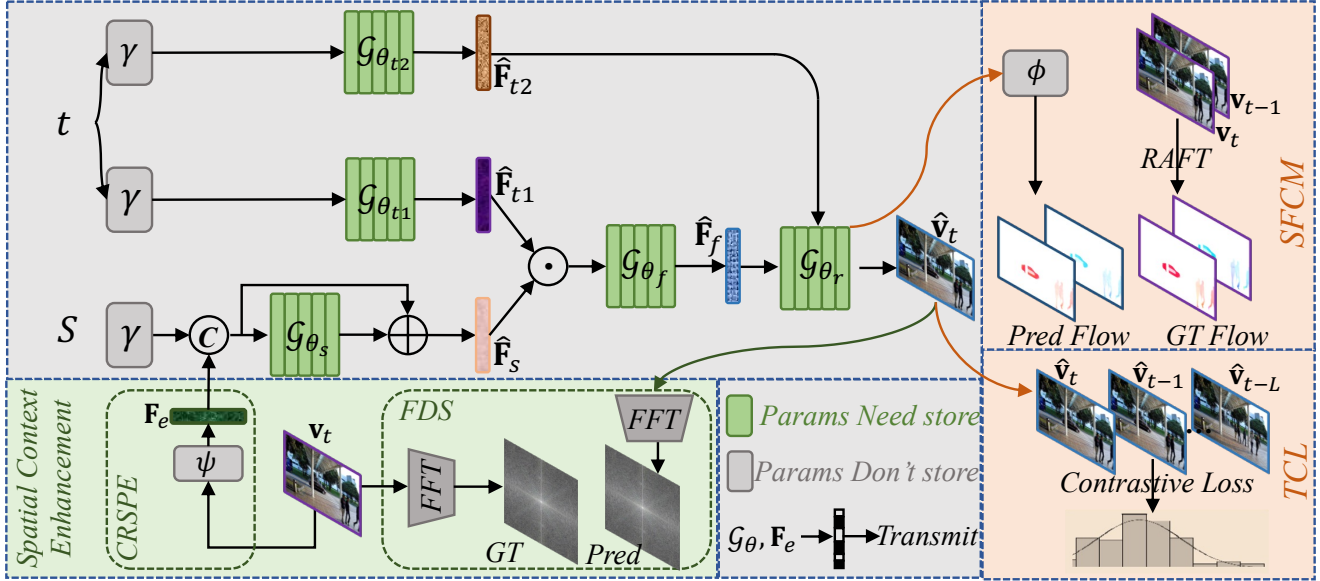 γ
𝒢θt2
F̂t2
t
γ
𝒢θt1
F̂t1
S
γ
C
𝒢θs
F̂s
𝒢θf
F̂f
𝒢θr
v̂t
ϕ
vt−1
vt
RAFT
Pred Flow
GT Flow
SFCM
Spatial Context
Enhancement
CRSPE
Fe
ψ
vt
FDS
FFT
GT
FFT
Pred
Params Need store
Params Don't store
𝒢θ, Fe
Transmit
v̂t
v̂t−1
v̂t−L
Contrastive Loss
TCL